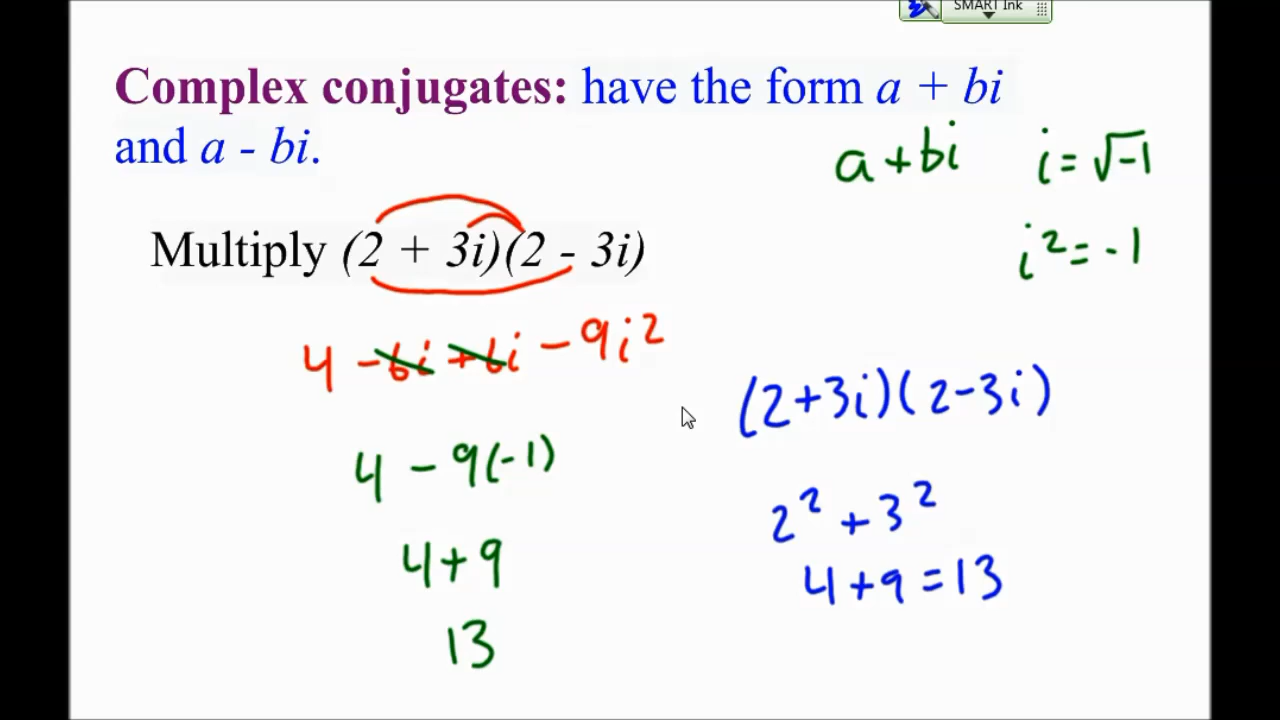 SMART Ink
Complex conjugates: have the form a + bi
and a - bi.
a + bi
i = √-1
i² = -1
Multiply (2 + 3i)(2 - 3i)
4 - 6i + 6i - 9i²
4 - 9(-1)
4 + 9
13
(2+3i)(2-3i)
2² + 3²
4 + 9 = 13